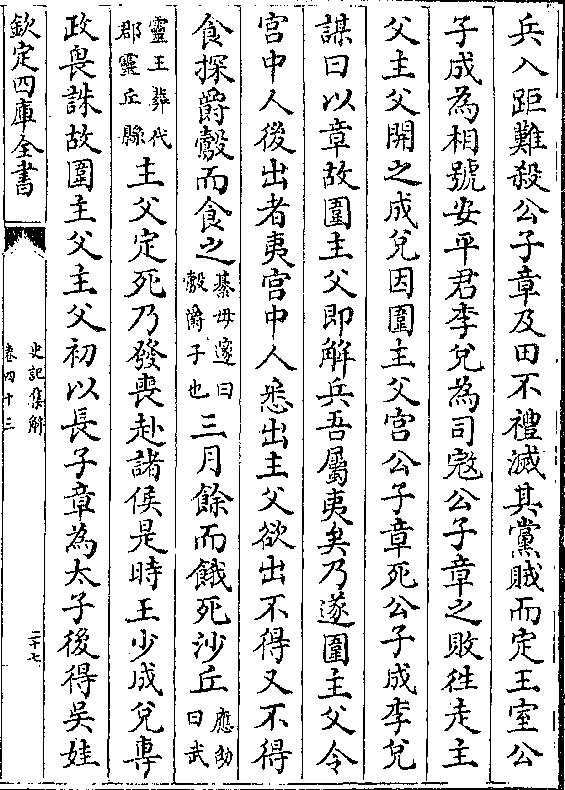 兵入距難殺公子章及田不禮滅其黨賊而定王室公
子成為相號安平君李兌為司寇公子章之敗徃走主
父主父開之成兌因圍主父宮公子章死公子成李兌
謀曰以章故圍主父即解兵吾屬夷矣乃遂圍主父令
宫中人後出者夷宫中人悉出主父欲出不得又不得
食探爵鷇而食之綦毋邃曰鷇爵子也三月餘而餓死沙丘應劭曰武
靈王葬代郡靈丘縣主父定死乃發喪赴諸侯是時王少成兌專
政畏誅故圍主父主父初以長子章為太子後得吳娃
欽定四庫全書
史記集解
卷四十三
二十七